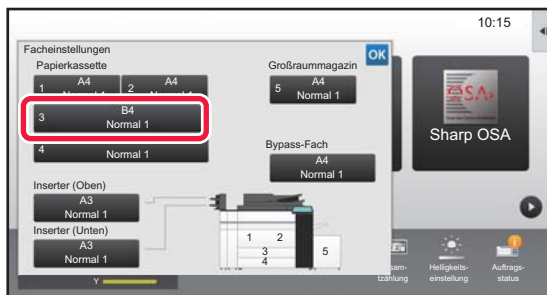 10:15
Facheinstellungen
OK
Papierkassette
Großraummagazin
1 A4
2 A4
5 A4
Normal 1
3 B4
Normal 1
Sharp OSA
4
Normal 1
Bypass-Fach
A4
Normal 1
Inserter (Oben)
A3
Normal 1
Inserter (Unten)
A3
Normal 1
1 2
3
4
5
Helligkeits-
einstellung
Auftrags-
status
Y